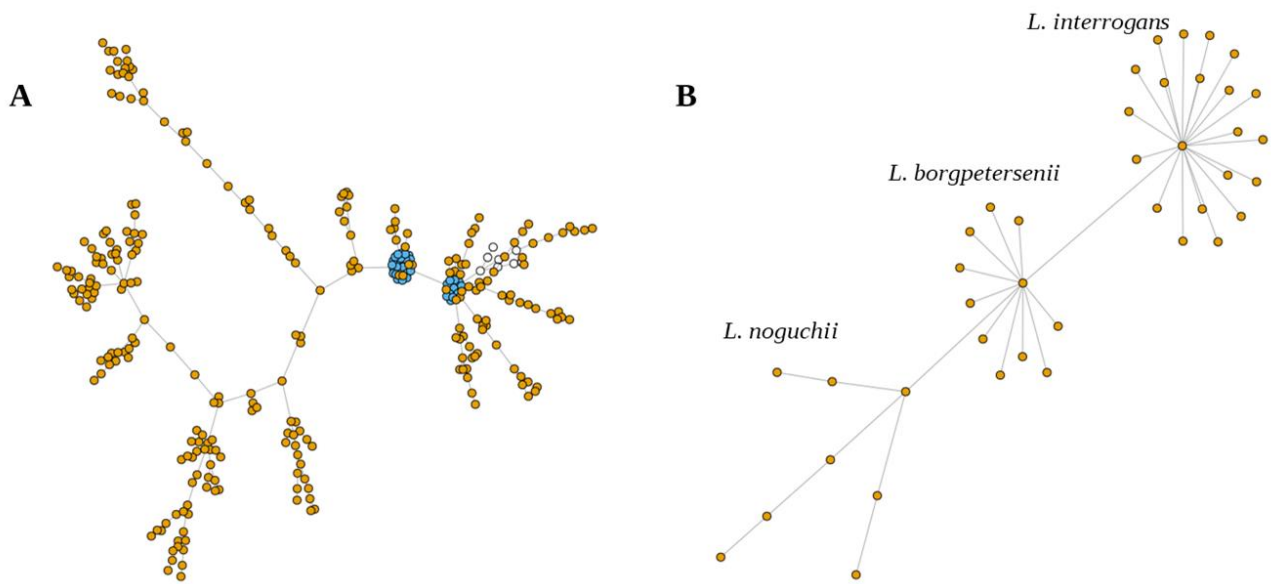 A
B
L. interrogans
L. borgpetersenii
L. noguchii